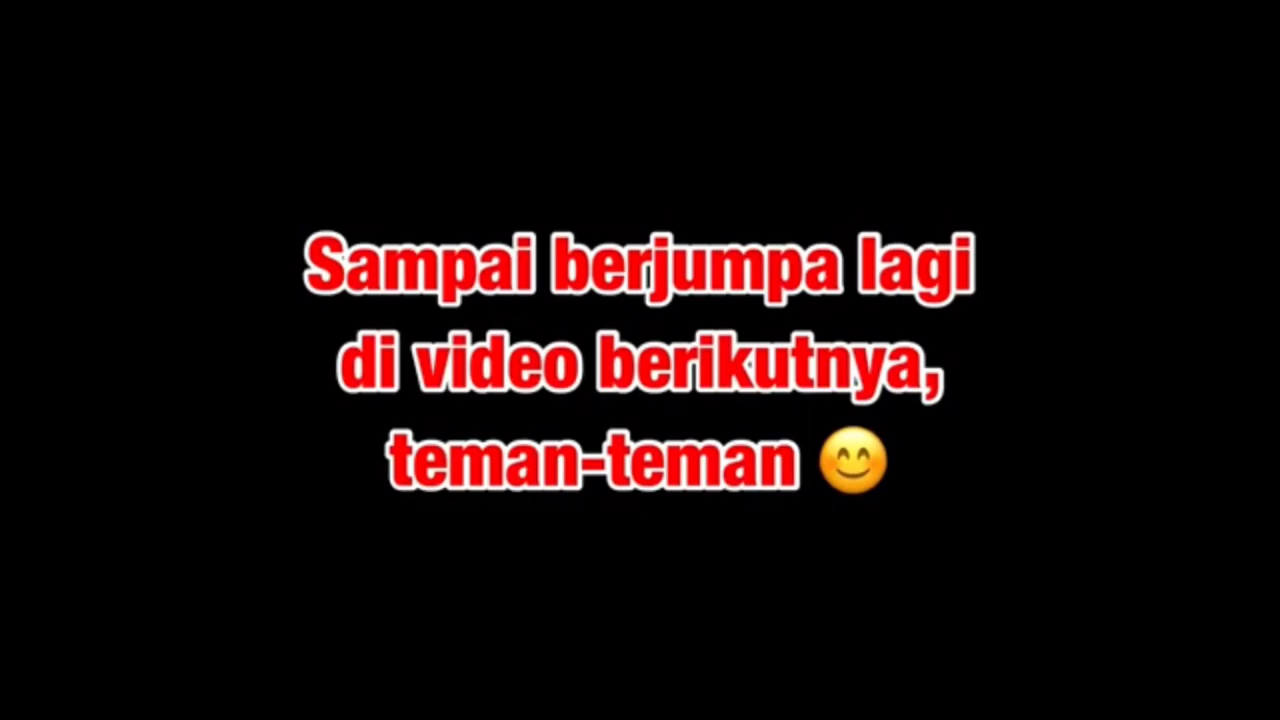 Sampai berjumpa lagi
di video berikutnya,
teman-teman 😊